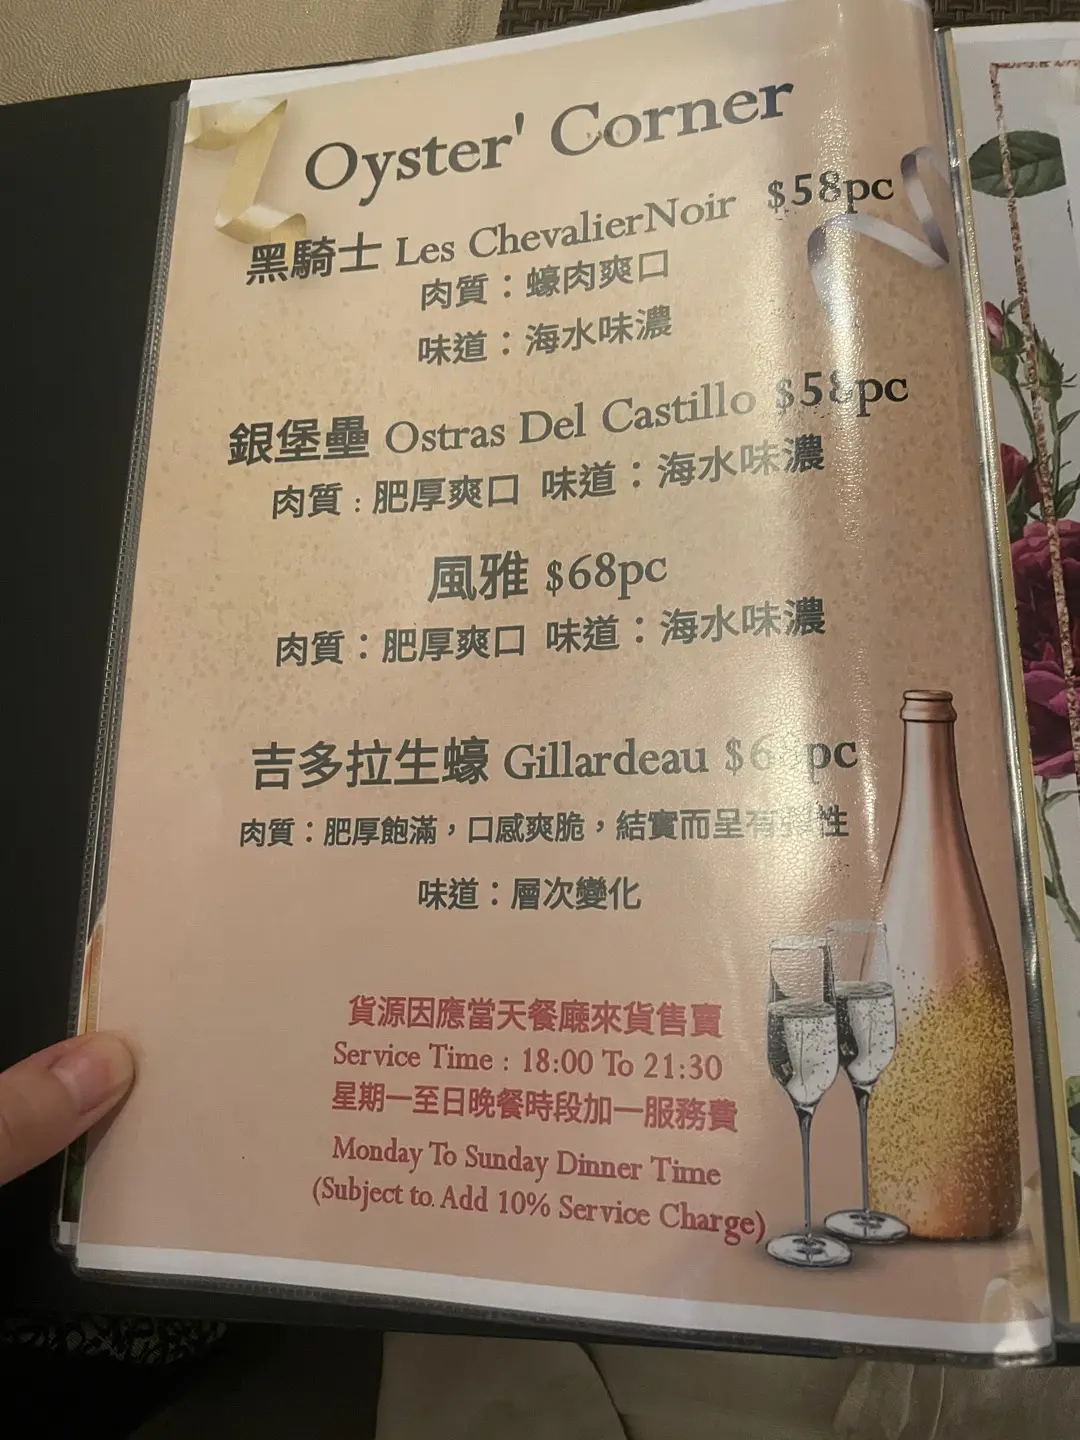 Oyster' Corner
黑騎士 Les ChevalierNoir $58pc
肉質：蠔肉爽口
味道：海水味濃
銀堡壘 Ostras Del Castillo $58pc
肉質：肥厚爽口 味道：海水味濃
風雅 $68pc
肉質：肥厚爽口 味道：海水味濃
吉多拉生蠔 Gillardeau
肉質：肥厚飽滿，口感爽脆，結實而呈有
味道：層次變化
貨源因應當天餐廳來貨售賣
Service Time : 18:00 To 21:30
星期一至日晚餐時段加一服務費
Monday To Sunday Dinner Time
(Subject to. Add 10% Service Charge)